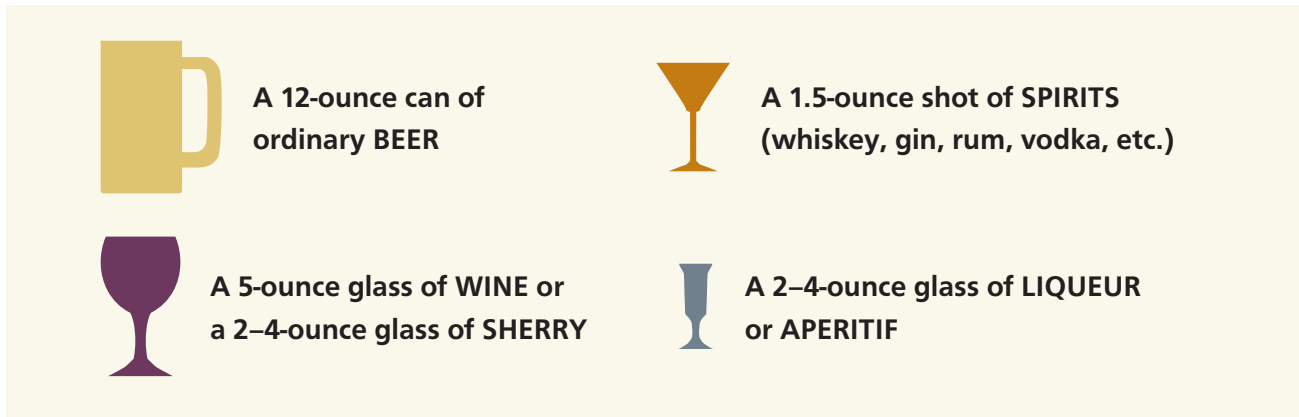 A 12-ounce can of
ordinary BEER
A 1.5-ounce shot of SPIRITS
(whiskey, gin, rum, vodka, etc.)
A 5-ounce glass of WINE or
a 2–4-ounce glass of SHERRY
A 2–4-ounce glass of LIQUEUR
or APERITIF